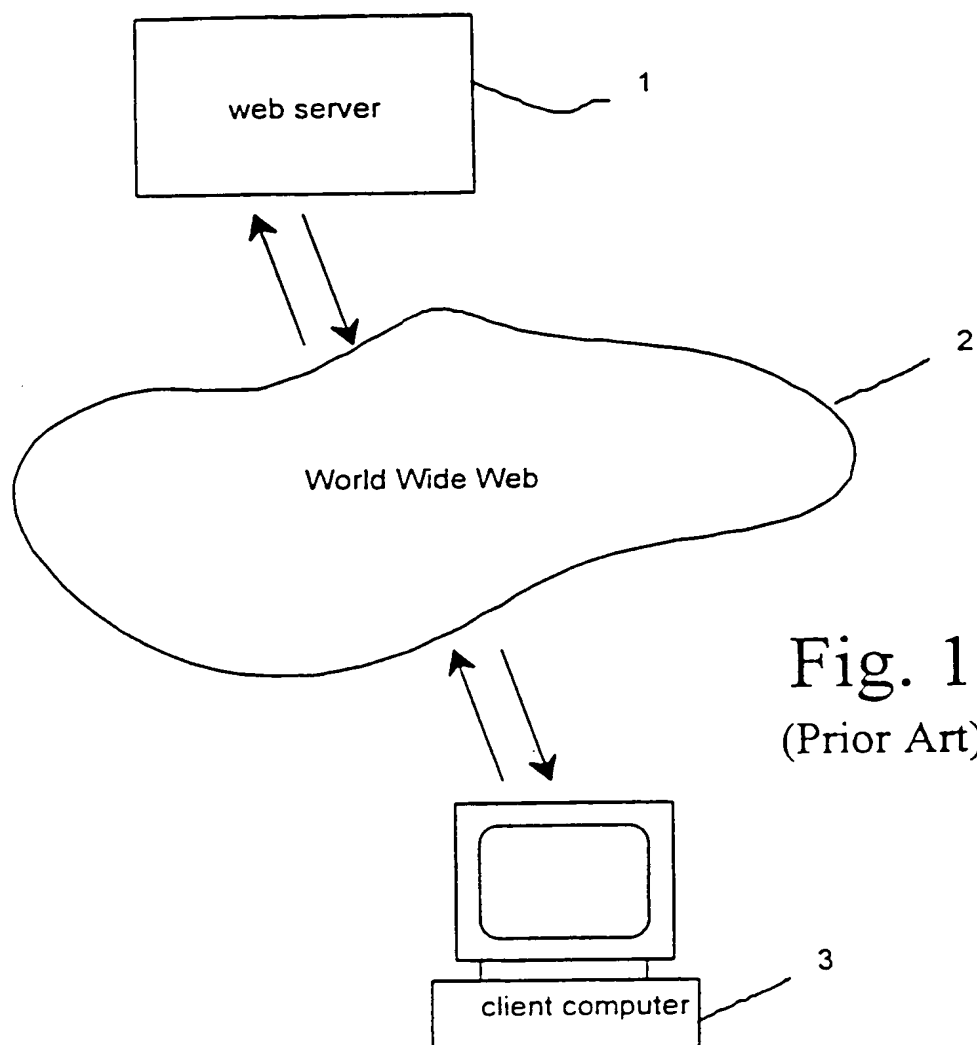 1
web server
2
World Wide Web
Fig. 1
(Prior Art)
3
client computer